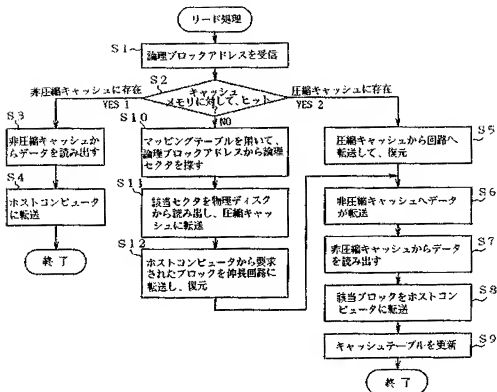 リード処理
S1
論理ブロックアドレスを受信
S2
キャッシュ
メモリに対して、ヒット
?
非圧縮キャッシュに存在
YES 1
圧縮キャッシュに存在
YES 2
NO
S3
非圧縮キャッシュか
らデータを読み出す
S4
ホストコンピュータ
に転送
終了
S10
マッピングテーブルを用いて、
論理ブロックアドレスから論理
セクタを探す
S11
該当セクタを物理ディスク
から読み出し、圧縮キャッ
シュに転送
S12
ホストコンピュータから要求
されたブロックを伸長回路に
転送し、復元
S5
圧縮キャッシュから回路へ
転送して、復元
S6
非圧縮キャッシュへデータ
が転送
S7
非圧縮キャッシュからデータ
を読み出す
S8
該当ブロックをホストコン
ピュータに転送
S9
キャッシュテーブルを更新
終了